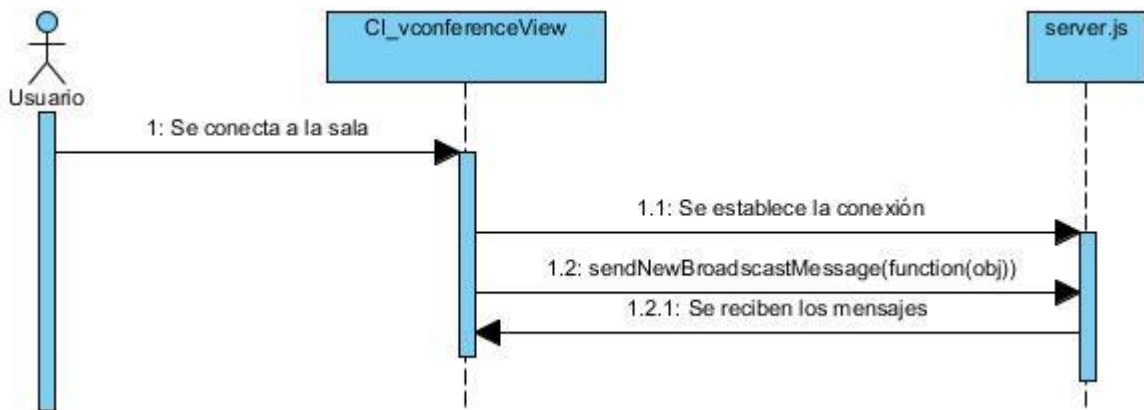 CI_vconferenceView
server.js
Usuario
1: Se conecta a la sala
1.1: Se establece la conexión
1.2: sendNewBroadscastMessage(function(obj))
1.2.1: Se reciben los mensajes